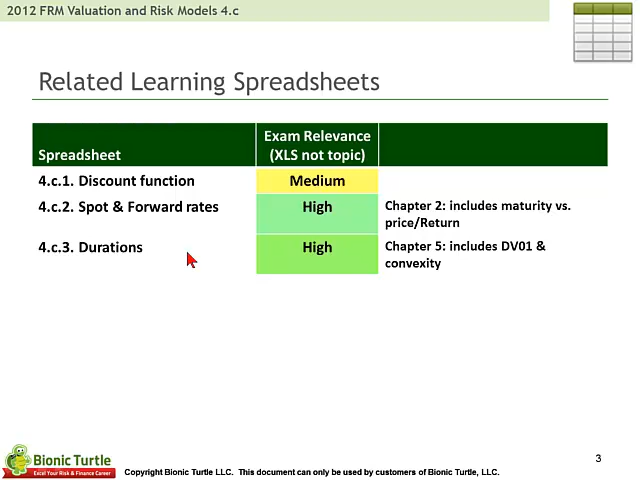 2012 FRM Valuation and Risk Models 4.c
Related Learning Spreadsheets
Spreadsheet
Exam Relevance
(XLS not topic)
4.c.1. Discount function
Medium
4.c.2. Spot & Forward rates
High
Chapter 2: includes maturity vs.
price/Return
4.c.3. Durations
High
Chapter 5: includes DV01 &
convexity
3
Bionic Turtle
Excel Your Risk & Finance Career
Copyright Bionic Turtle LLC. This document can only be used by customers of Bionic Turtle, LLC.